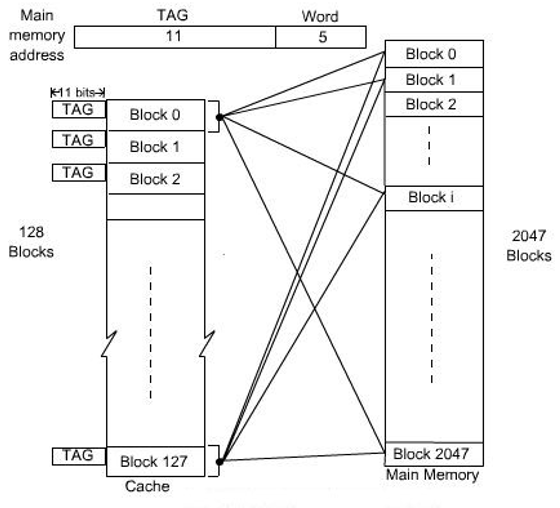 Main
memory
address
TAG
Word
11
5
11 bits
TAG
TAG
TAG
Block 0
Block 1
Block 2
128
Blocks
TAG
Block 127
Cache
Block 0
Block 1
Block 2
Block i
2047
Blocks
Block 2047
Main Memory